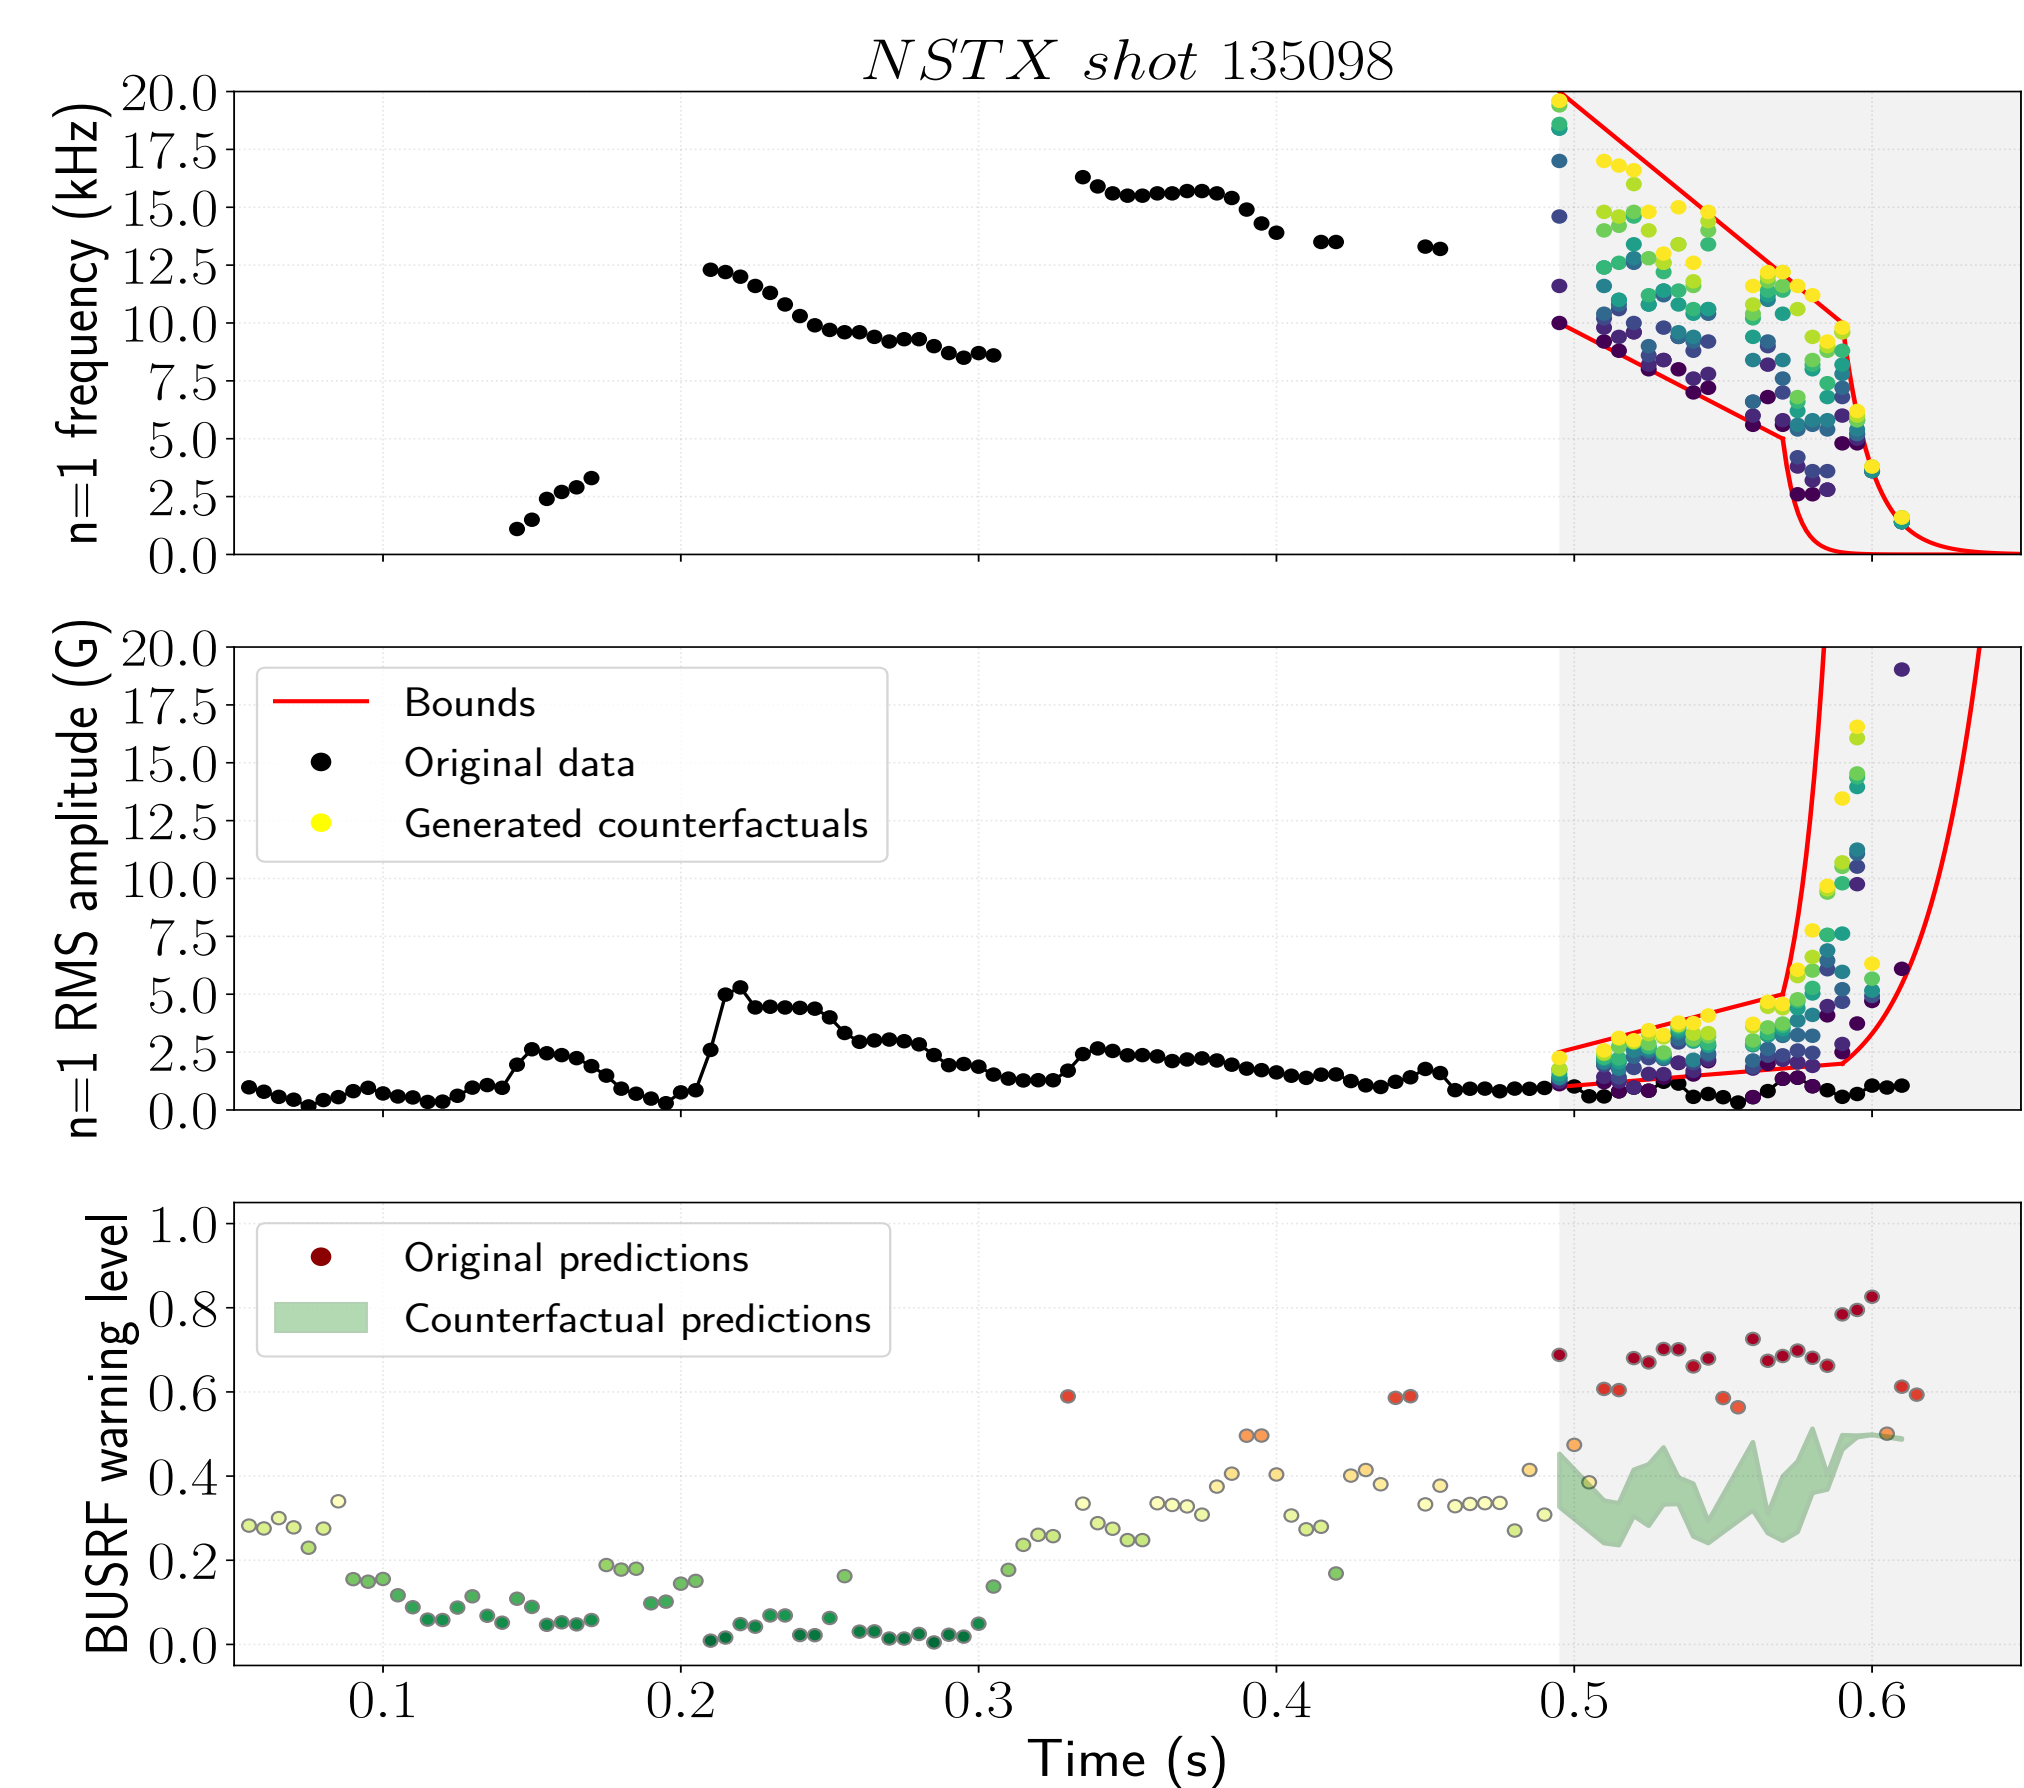 NSTX shot 135098
n=1 frequency (kHz)
20.0
17.5
15.0
12.5
10.0
7.5
5.0
2.5
0.0
n=1 RMS amplitude (G)
20.0
17.5
15.0
12.5
10.0
7.5
5.0
2.5
0.0
Bounds
Original data
Generated counterfactuals
BUSRF warning level
1.0
0.8
0.6
0.4
0.2
0.0
Original predictions
Counterfactual predictions
0.1 0.2 0.3 0.4 0.5 0.6
Time (s)